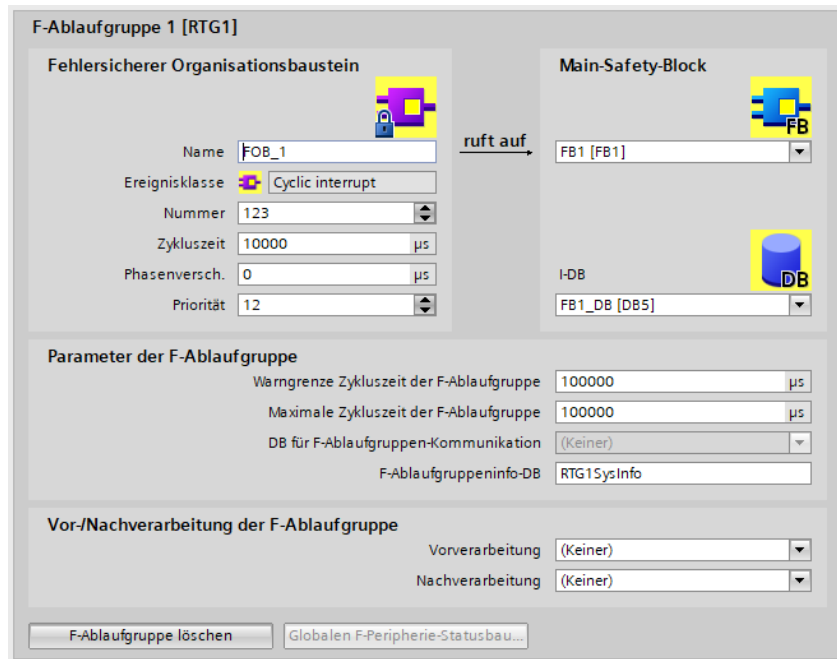 F-Ablaufgruppe 1 [RTG1]
Fehlersicherer Organisationsbaustein
Main-Safety-Block
FB
ruft auf
Name FOB_1
FB1 [FB1]
Ereignisklasse Cyclic interrupt
Nummer 123
Zykluszeit 10000 µs
Phasenversch. 0 µs
I-DB
DB
Priorität 12
FB1_DB [DB5]
Parameter der F-Ablaufgruppe
Warngrenze Zykluszeit der F-Ablaufgruppe 100000 µs
Maximale Zykluszeit der F-Ablaufgruppe 100000 µs
DB für F-Ablaufgruppen-Kommunikation (Keiner)
F-Ablaufgruppeninfo-DB RTG1SysInfo
Vor-/Nachverarbeitung der F-Ablaufgruppe
Vorverarbeitung (Keiner)
Nachverarbeitung (Keiner)
F-Ablaufgruppe löschen
Globalen F-Peripherie-Statusbau...